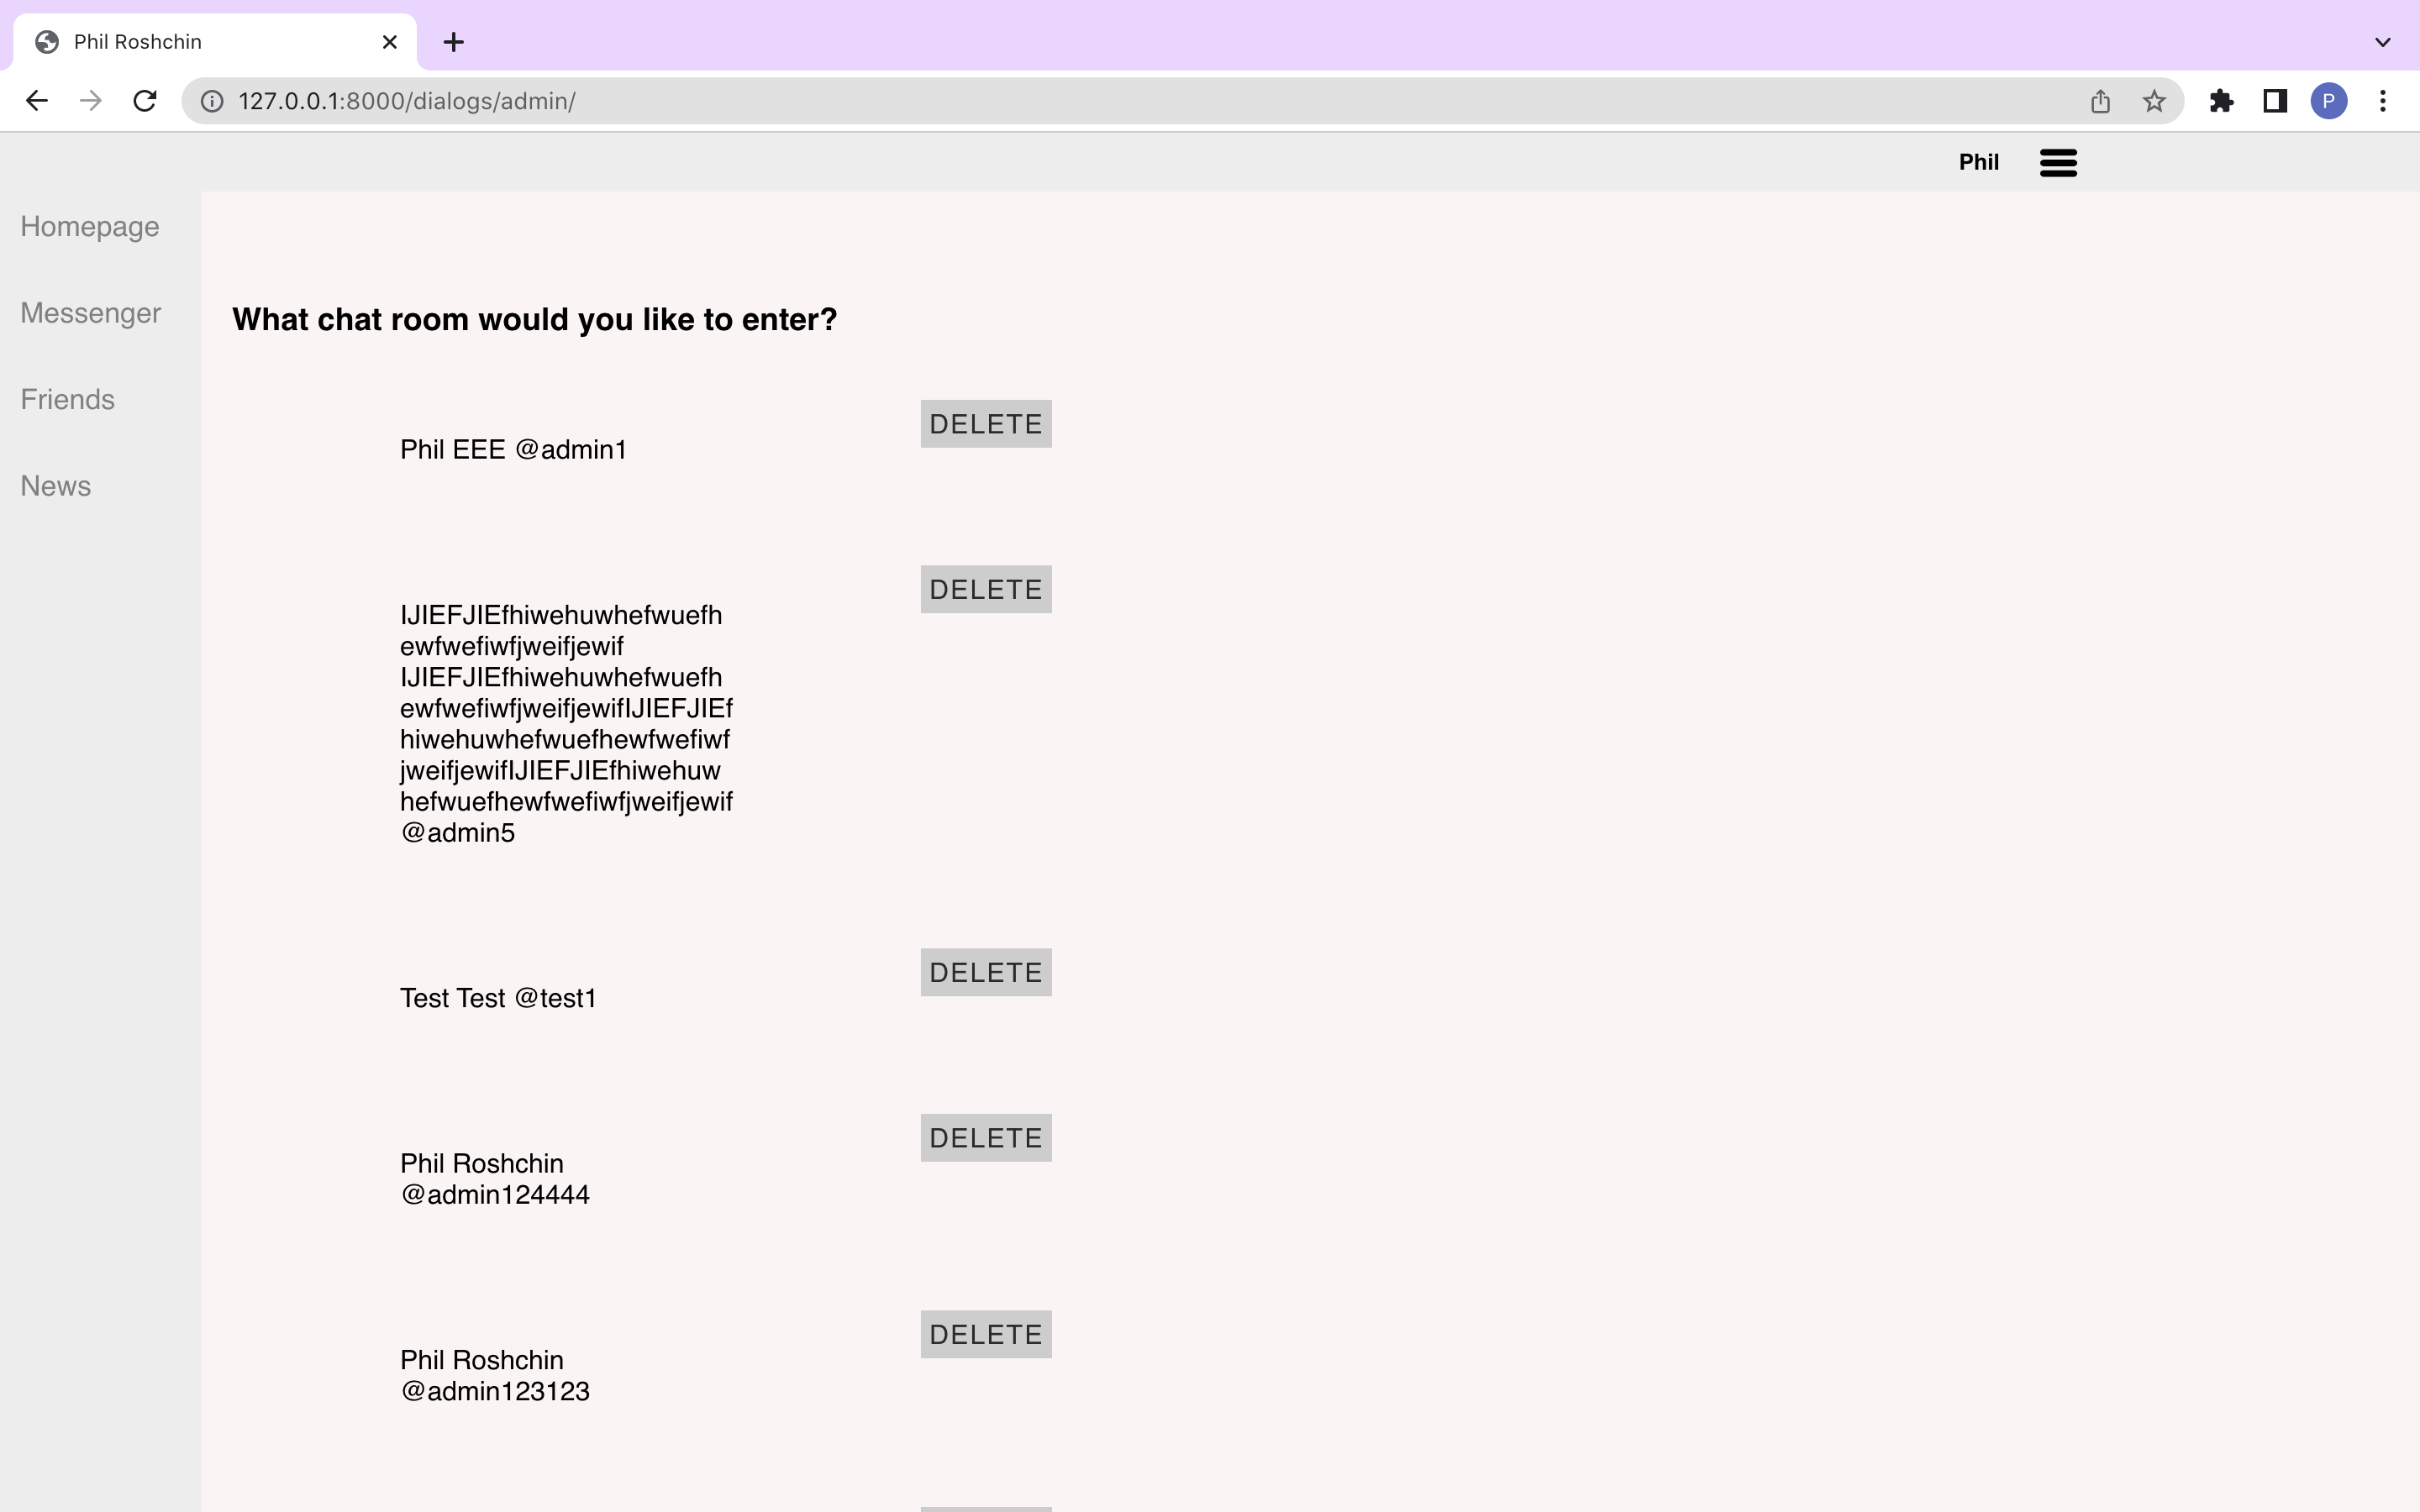 Phil Roshchin
127.0.0.1:8000/dialogs/admin/
P
Phil
Homepage
Messenger
Friends
News
What chat room would you like to enter?
DELETE
Phil EEE @admin1
DELETE
IJIEFJIEfhiwehuwhefwuefh
ewfwefiwfjweifjewif
IJIEFJIEfhiwehuwhefwuefh
ewfwefiwfjweifjewifIJIEFJIEf
hiwehuwhefwuefhewfwefiwf
jweifjewifIJIEFJIEfhiwehuw
hefwuefhewfwefiwfjweifjewif
@admin5
DELETE
Test Test @test1
DELETE
Phil Roshchin
@admin124444
DELETE
Phil Roshchin
@admin123123